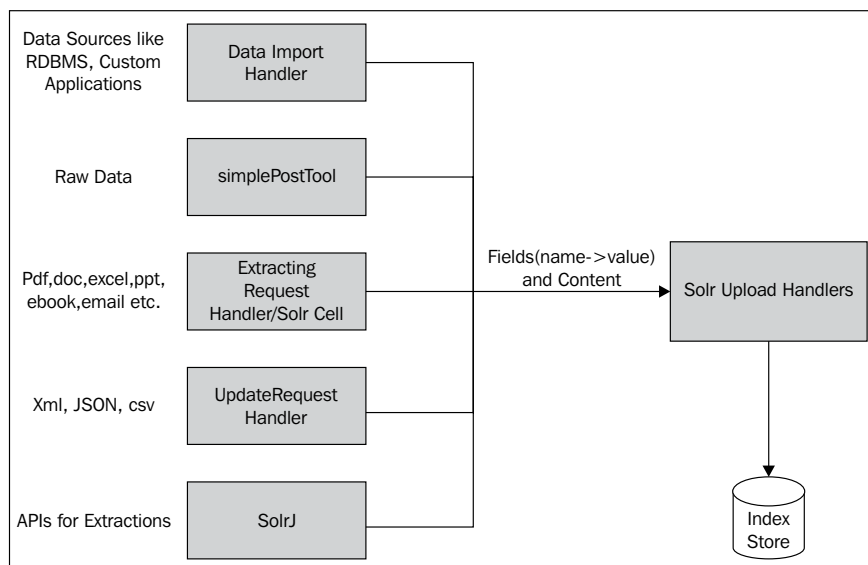 Data Sources like
RDBMS, Custom
Applications
Data Import
Handler
Raw Data
simplePostTool
Pdf,doc,excel,ppt,
ebook,email etc.
Extracting
Request
Handler/Solr Cell
Xml, JSON, csv
UpdateRequest
Handler
APIs for Extractions
SolrJ
Fields(name->value)
and Content
Solr Upload Handlers
Index
Store